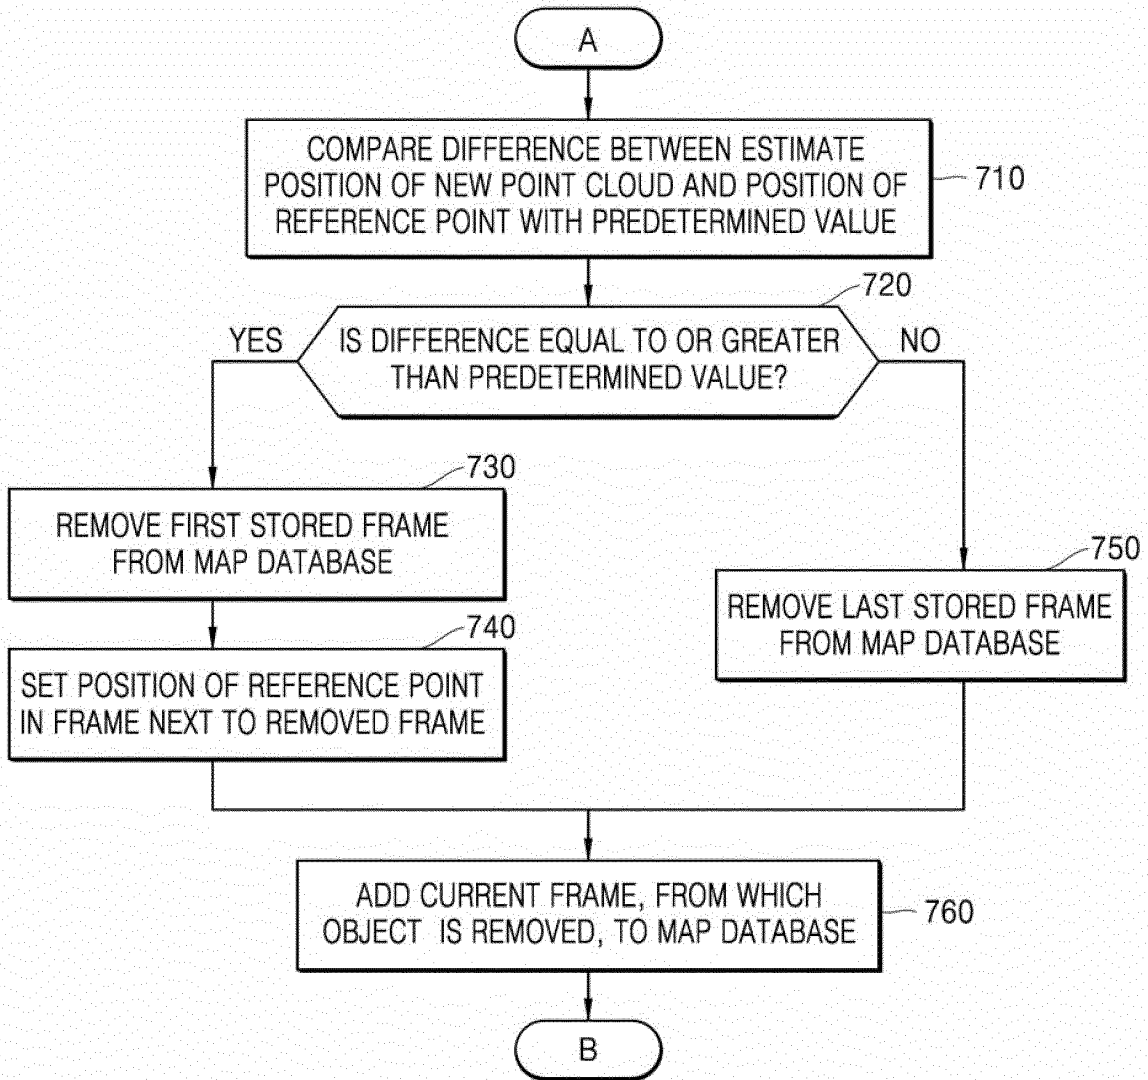 A
COMPARE DIFFERENCE BETWEEN ESTIMATE
POSITION OF NEW POINT CLOUD AND POSITION OF
REFERENCE POINT WITH PREDETERMINED VALUE
710
720
YES
IS DIFFERENCE EQUAL TO OR GREATER
THAN PREDETERMINED VALUE?
NO
730
REMOVE FIRST STORED FRAME
FROM MAP DATABASE
740
SET POSITION OF REFERENCE POINT
IN FRAME NEXT TO REMOVED FRAME
750
REMOVE LAST STORED FRAME
FROM MAP DATABASE
ADD CURRENT FRAME, FROM WHICH
OBJECT IS REMOVED, TO MAP DATABASE
760
B